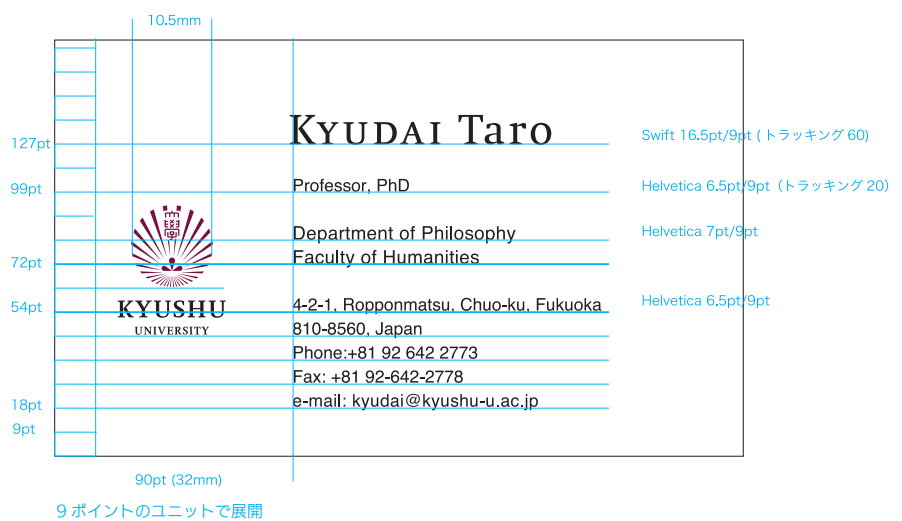 10.5mm
KYUDAI Taro
127pt
Swift 16.5pt/9pt (トラッキング 60)
Professor, PhD
99pt
Helvetica 6.5pt/9pt（トラッキング 20）
Department of Philosophy
Helvetica 7pt/9pt
Faculty of Humanities
72pt
KYUSHU
UNIVERSITY
54pt
4-2-1, Ropponmatsu, Chuo-ku, Fukuoka
Helvetica 6.5pt/9pt
810-8560, Japan
Phone:+81 92 642 2773
Fax: +81 92-642-2778
e-mail: kyudai@kyushu-u.ac.jp
18pt
9pt
90pt (32mm)
9 ポイントのユニットで展開